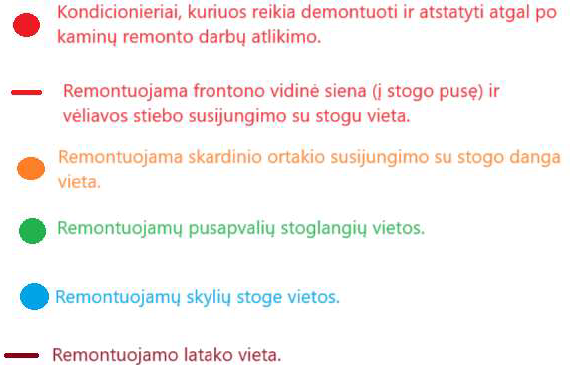 Kondicionieriai, kuriuos reikia demontuoti ir atstatyti atgal po
kaminų remonto darbų atlikimo.
Remontuojama frontono vidinė siena (į stogo pusę) ir
vėliavos stiebo susijungimo su stogu vieta.
Remontuojama skardinio ortakio susijungimo su stogo danga
vieta.
Remontuojamų pusapvalių stoglangių vietos.
Remontuojamų skylių stoge vietos.
Remontuojamo latako vieta.